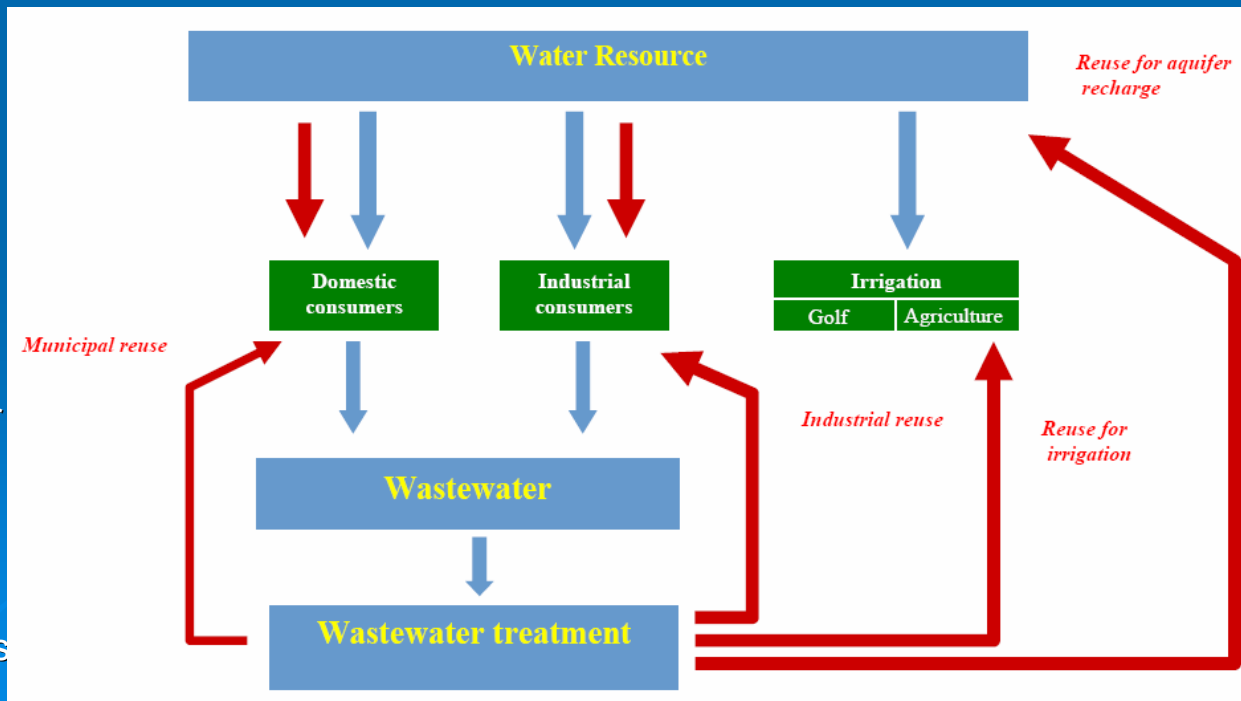 Water Resource
Reuse for aquifer
recharge
Domestic
consumers
Industrial
consumers
Irrigation
Golf
Agriculture
Municipal reuse
Industrial reuse
Reuse for
irrigation
Wastewater
Wastewater treatment
s